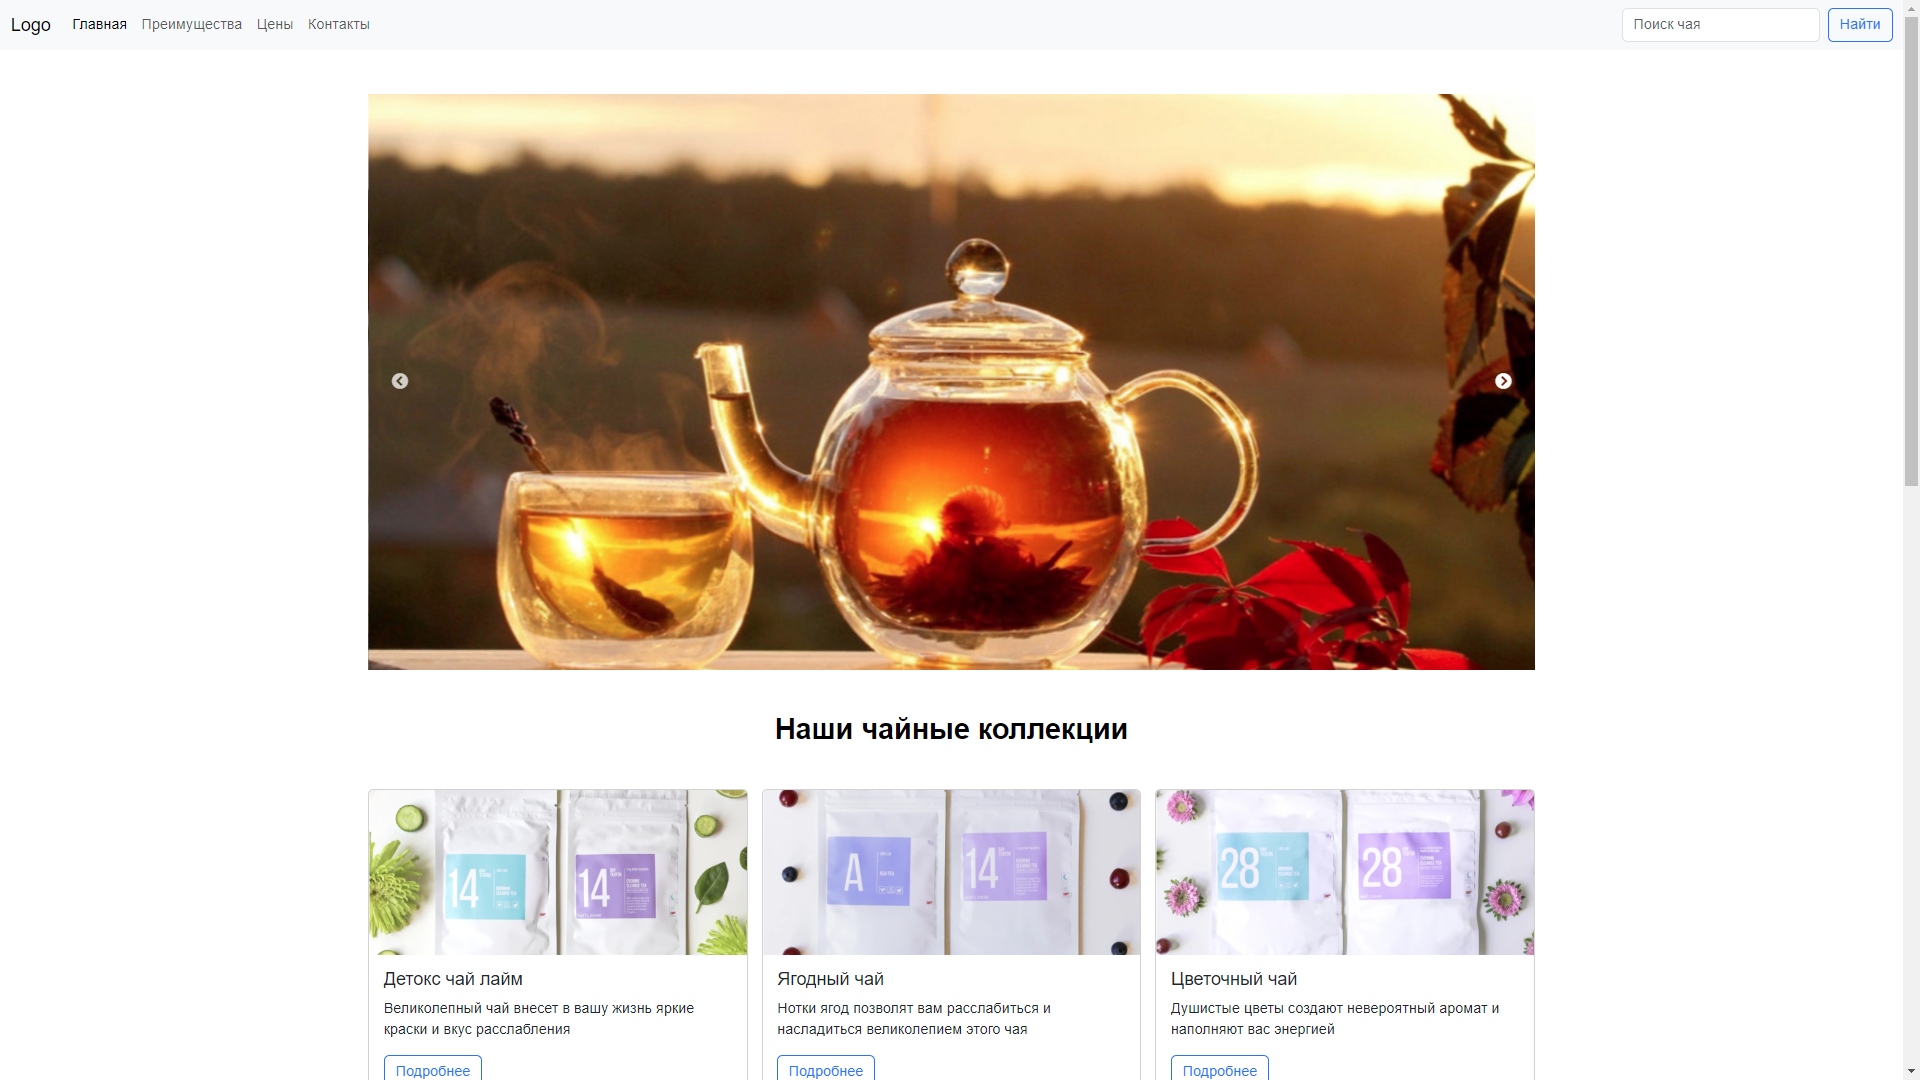 Logo Главная Преимущества Цены Контакты Поиск чая Найти
Наши чайные коллекции
14 14
A 14
28 28
Детокс чай лайм
Великолепный чай внесет в вашу жизнь яркие
краски и вкус расслабления
Подробнее
Ягодный чай
Нотки ягод позволят вам расслабиться и
насладиться великолепием этого чая
Подробнее
Цветочный чай
Душистые цветы создают невероятный аромат и
наполняют вас энергией
Подробнее